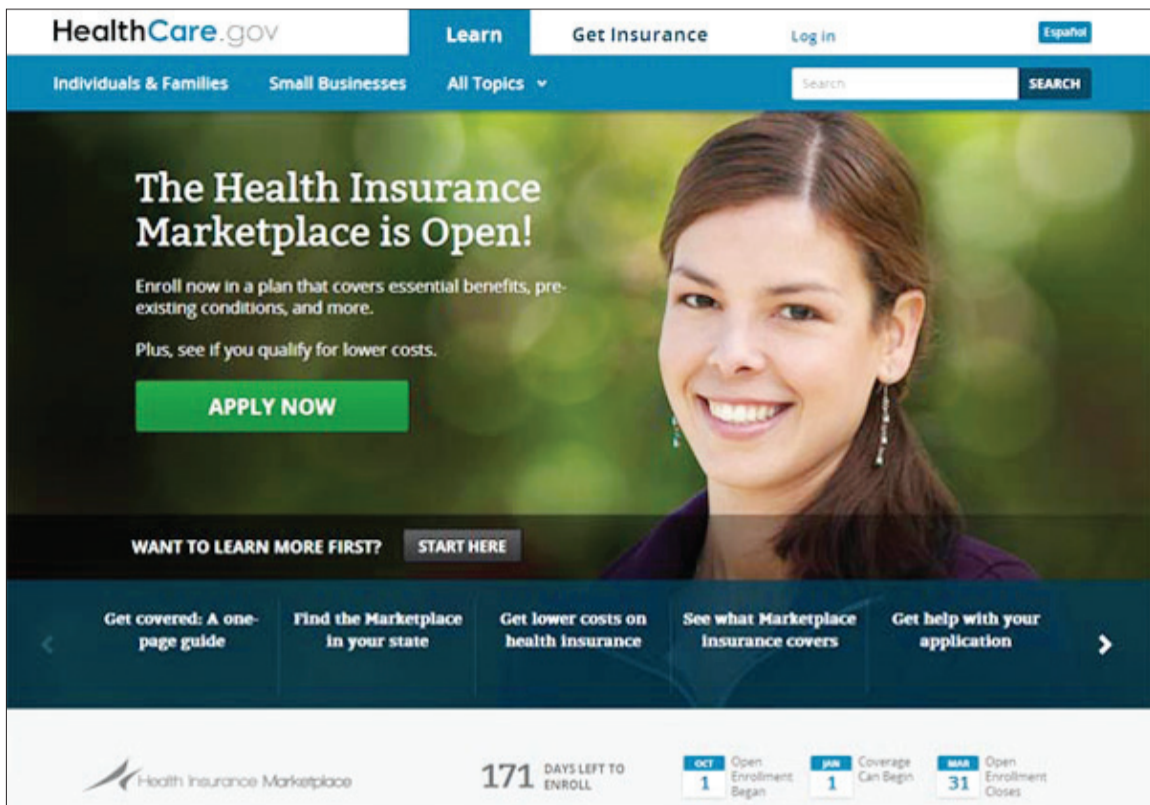 HealthCare.gov
Learn
Get Insurance
Log in
Español
Individuals & Families
Small Businesses
All Topics
Search
SEARCH
The Health Insurance
Marketplace is Open!
Enroll now in a plan that covers essential benefits, pre-
existing conditions, and more.
Plus, see if you qualify for lower costs.
APPLY NOW
WANT TO LEARN MORE FIRST?
START HERE
Get covered: A one-
page guide
Find the Marketplace
in your state
Get lower costs on
health insurance
See what Marketplace
insurance covers
Get help with your
application
Health Insurance Marketplace
171
DAYS LEFT TO
ENROLL
OCT
1
Open
Enrollment
Began
JAN
1
Coverage
Can Begin
MAR
31
Open
Enrollment
Closes